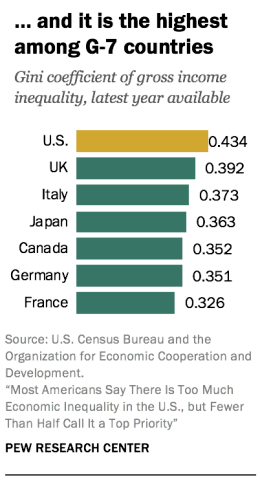 ... and it is the highest
among G-7 countries
Gini coefficient of gross income
inequality, latest year available
U.S. 0.434
UK 0.392
Italy 0.373
Japan 0.363
Canada 0.352
Germany 0.351
France 0.326
Source: U.S. Census Bureau and the
Organization for Economic Cooperation and
Development.
“Most Americans Say There Is Too Much
Economic Inequality in the U.S., but Fewer
Than Half Call It a Top Priority”
PEW RESEARCH CENTER